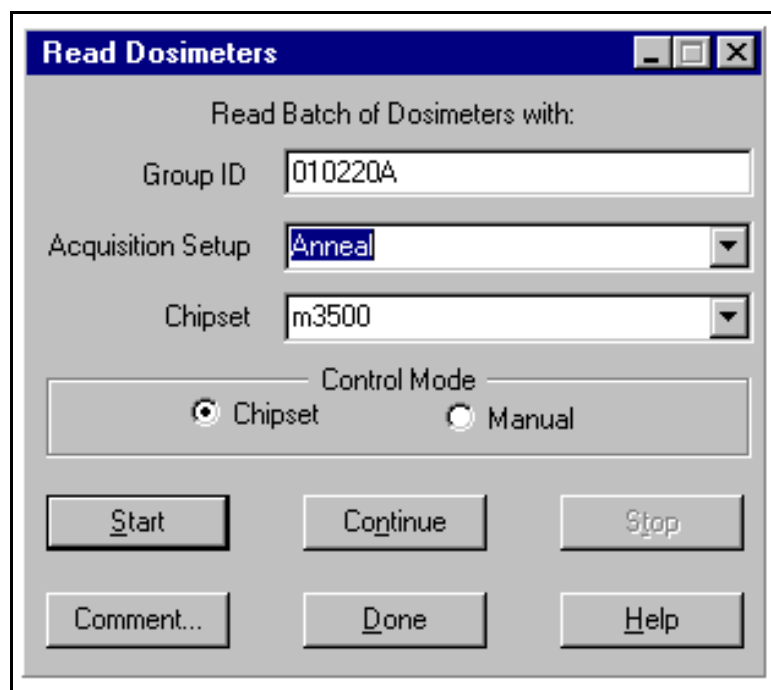 Read Dosimeters
Read Batch of Dosimeters with:
Group ID 010220A
Acquisition Setup Anneal
Chipset m3500
Control Mode
Chipset Manual
Start Continue Stop
Comment... Done Help